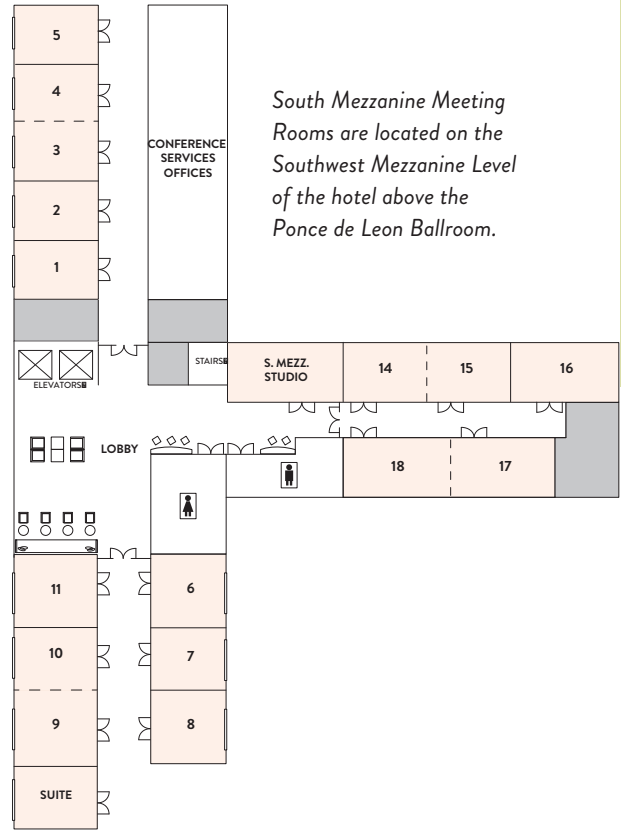 5
4
3
2
1
CONFERENCE
SERVICES
OFFICES
South Mezzanine Meeting
Rooms are located on the
Southwest Mezzanine Level
of the hotel above the
Ponce de Leon Ballroom.
ELEVATORS
STAIRS
S. MEZZ.
STUDIO
14
15
16
LOBBY
18
17
11
10
9
SUITE
6
7
8